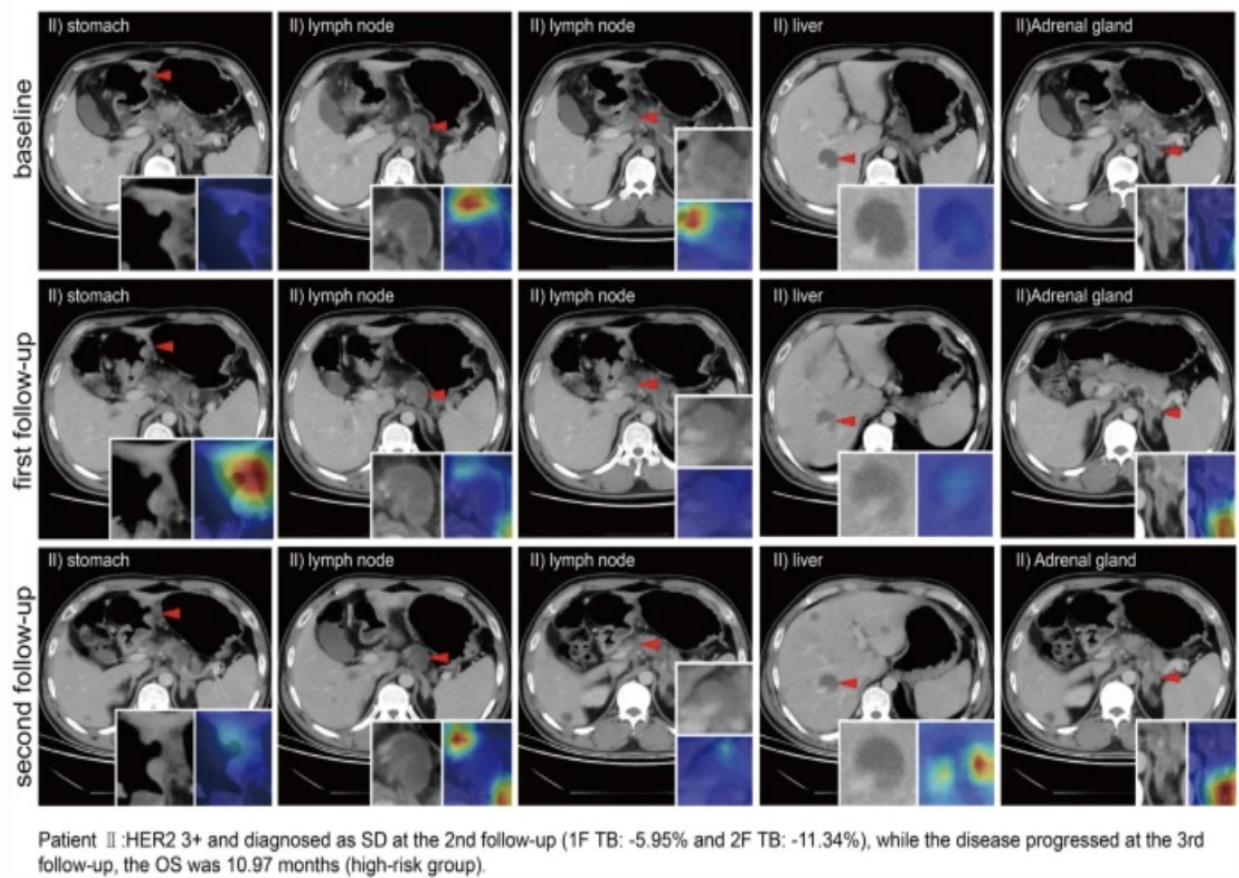 II) stomach
II) lymph node
II) lymph node
II) liver
II)Adrenal gland
baseline
II) stomach
II) lymph node
II) lymph node
II) liver
II)Adrenal gland
first follow-up
II) stomach
II) lymph node
II) lymph node
II) liver
II) Adrenal gland
second follow-up
Patient Ⅱ :HER2 3+ and diagnosed as SD at the 2nd follow-up (1F TB: -5.95% and 2F TB: -11.34%), while the disease progressed at the 3rd
follow-up, the OS was 10.97 months (high-risk group).